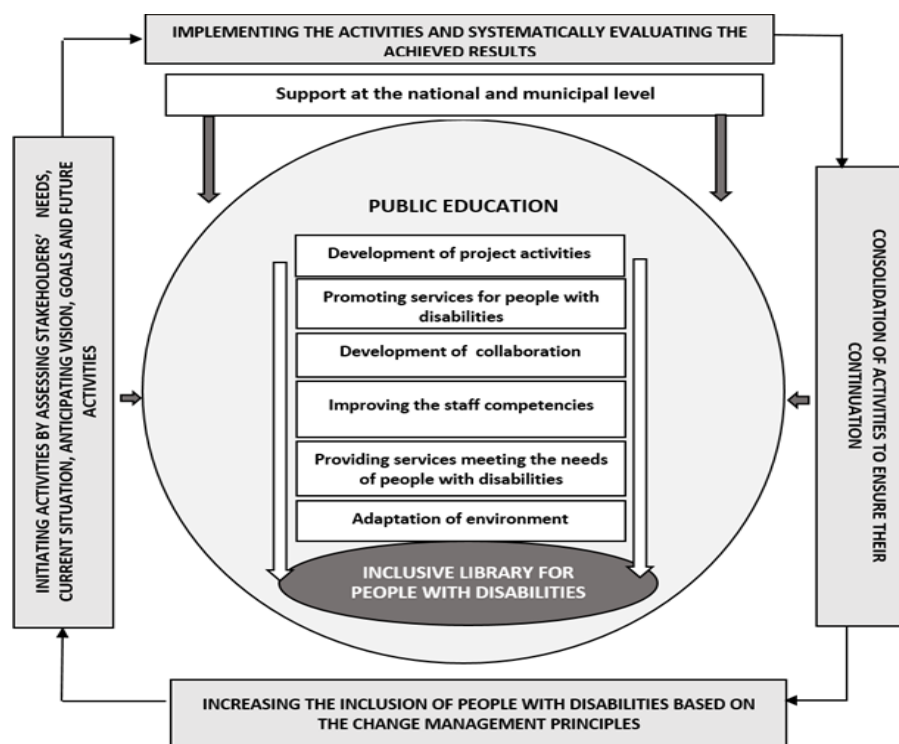 IMPLEMENTING THE ACTIVITIES AND SYSTEMATICALLY EVALUATING THE
ACHIEVED RESULTS
Support at the national and municipal level
INITIATING ACTIVITIES BY ASSESSING STAKEHOLDERS' NEEDS,
CURRENT SITUATION, ANTICIPATING VISION, GOALS AND FUTURE
ACTIVITIES
PUBLIC EDUCATION
Development of project activities
Promoting services for people with
disabilities
Development of collaboration
Improving the staff competencies
Providing services meeting the needs
of people with disabilities
Adaptation of environment
INCLUSIVE LIBRARY FOR
PEOPLE WITH DISABILITIES
CONSOLIDATION OF ACTIVITIES TO ENSURE THEIR
CONTINUATION
INCREASING THE INCLUSION OF PEOPLE WITH DISABILITIES BASED ON
THE CHANGE MANAGEMENT PRINCIPLES